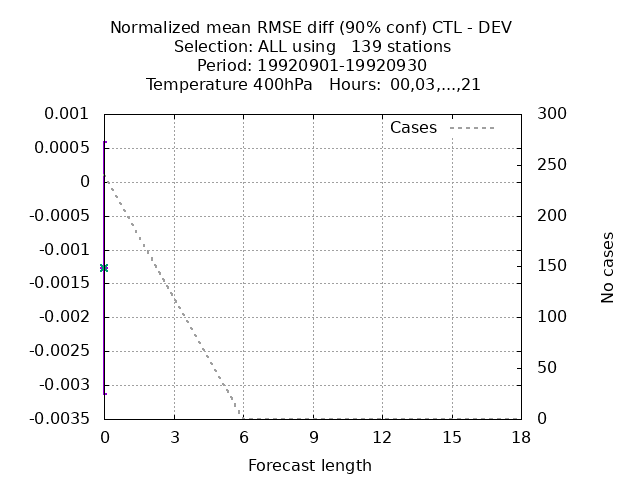 Normalized mean RMSE diff (90% conf) CTL - DEV
Selection: ALL using   139 stations
Period: 19920901-19920930
Temperature 400hPa   Hours:  00,03,...,21
Cases
0.001
0.0005
0
-0.0005
-0.001
-0.0015
-0.002
-0.0025
-0.003
-0.0035
300
250
200
150
100
50
0
No cases
0 3 6 9 12 15 18
Forecast length